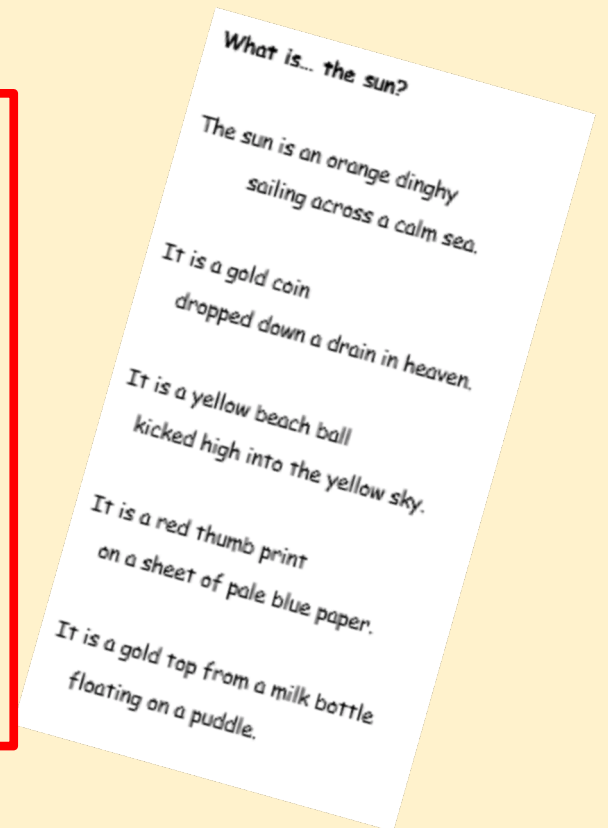 What is... the sun?
The sun is an orange dinghy
sailing across a calm sea.
It is a gold coin
dropped down a drain in heaven.
It is a yellow beach ball
kicked high into the yellow sky.
It is a red thumb print
on a sheet of pale blue paper.
It is a gold top from a milk bottle
floating on a puddle.